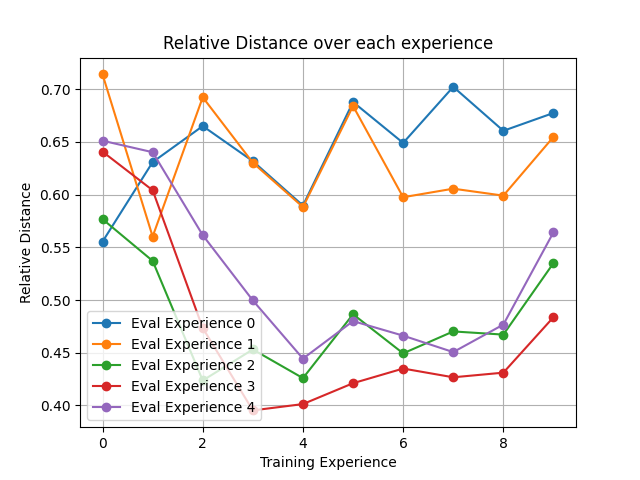 Relative Distance over each experience
0.70
0.65
0.60
0.55
0.50
0.45
0.40
Relative Distance
Eval Experience 0
Eval Experience 1
Eval Experience 2
Eval Experience 3
Eval Experience 4
0 2 4 6 8
Training Experience